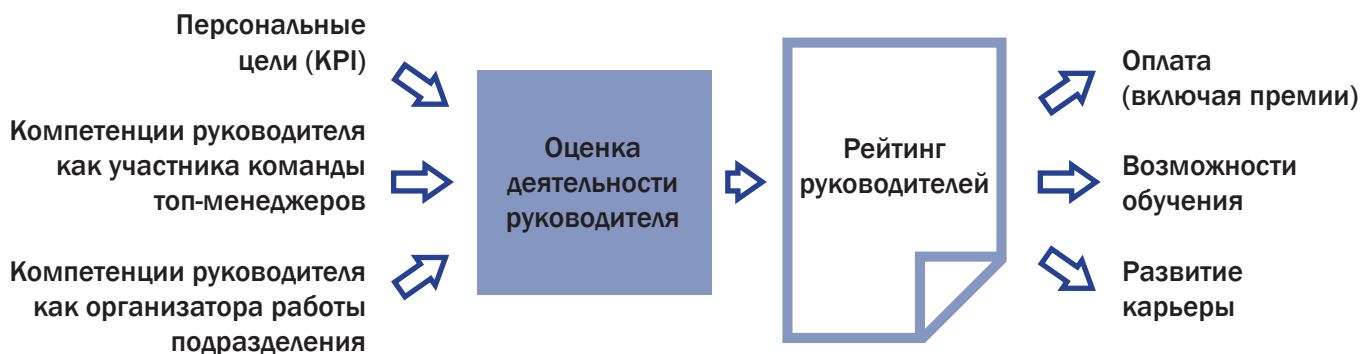 Персональные
цели (KPI)
Компетенции руководителя
как участника команды
топ-менеджеров
Компетенции руководителя
как организатора работы
подразделения
Оценка
деятельности
руководителя
Рейтинг
руководителей
Оплата
(включая премии)
Возможности
обучения
Развитие
карьеры